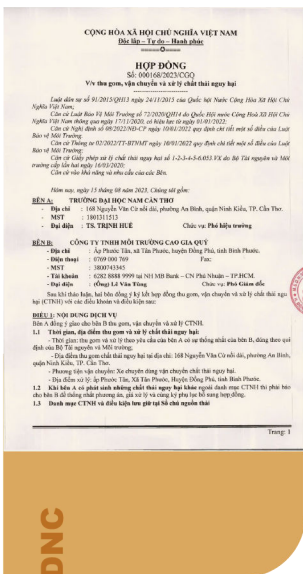 CỘNG HÒA XÃ HỘI CHỦ NGHĨA VIỆT NAM
Độc lập – Tự do – Hạnh phúc
HỢP ĐỒNG
Số: 000168/2023/CGQ
V/v thu gom, vận chuyển và xử lý chất thải nguy hại
Luật dân sự số 91/2015/QH13 ngày 24/11/2015 của Quốc hội Nước Cộng Hòa Xã Hội Chủ
Nghĩa Việt Nam;
Căn cứ Luật Bảo Vệ Môi Trường số 72/2020/QH14 do Quốc hội nước Cộng Hoà Xã Hội Chủ
Nghĩa Việt Nam thông qua ngày 17/11/2020, có hiệu lực từ ngày 01/01/2022;
Căn cứ Nghị định số 08/2022/NĐ-CP ngày 10/01/2022 quy định chi tiết một số điều của Luật
Bảo vệ Môi Trường.
Căn cứ Thông tư 02/2022/TT-BTNMT ngày 10/01/2022 quy định chi tiết một số điều của Luật
Bảo vệ Môi Trường.
Căn cứ Giấy phép xử lý chất thải nguy hại số 1-2-3-4-5-6.053.VX do Bộ Tài nguyên và Môi
trường cấp lần hai ngày 16/01/2020;
Căn cứ vào khả năng và nhu cầu của các Bên.
Hôm nay, ngày 15 tháng 08 năm 2023, Chúng tôi gồm:
BÊN A: TRƯỜNG ĐẠI HỌC NAM CẦN THƠ
- Địa chỉ : 168 Nguyễn Văn Cừ nối dài, phường An Bình, quận Ninh Kiều, TP. Cần Thơ.
- MST : 1801311513
- Đại diện : TS. TRỊNH HUÊ Chức vụ: Phó hiệu trưởng
BÊN B: CÔNG TY TNHH MÔI TRƯỜNG CAO GIA QUÝ
- Địa chỉ : Ấp Phước Tân, xã Tân Phước, huyện Đồng Phú, tỉnh Bình Phước.
- Điện thoại : 0769 000 769 Fax:
- MST : 3800743345
- Tài khoản : 6282 8888 9999 tại NH MB Bank – CN Phú Nhuận – TP.HCM.
- Đại diện : (Ông) Lê Văn Tùng Chức vụ: Phó Giám đốc
Sau khi thảo luận, hai bên đồng ý ký kết hợp đồng thu gom, vận chuyển và xử lý chất thải nguy
hại (CTNH) với các điều khoản và điều kiện sau:
ĐIỀU 1: NỘI DUNG DỊCH VỤ
Bên A đồng ý giao cho bên B thu gom, vận chuyển và xử lý CTNH.
1.1 Thời gian, địa điểm thu gom và xử lý chất thải nguy hại:
- Thời gian: thu gom và xử lý theo yêu cầu của bên A có sự thống nhất của bên B, đúng theo qui
định của Bộ Tài nguyên và Môi trường;
- Địa điểm thu gom chất thải nguy hại tại địa chỉ: 168 Nguyễn Văn Cừ nối dài, phường An Bình,
quận Ninh Kiều, TP. Cần Thơ.
- Phương tiện vận chuyển: Xe chuyên dùng vận chuyển chất thải nguy hại.
- Địa điểm xử lý: ấp Phước Tân, Xã Tân Phước, Huyện Đồng Phú, tỉnh Bình Phước.
1.2 Khi bên A có phát sinh những chất thải nguy hại khác ngoài danh mục CTNH thì phải báo
cho bên B để thống nhất phương án, giá xử lý và cùng ký phụ lục bổ sung hợp đồng.
1.3 Danh mục CTNH và điều kiện lưu giữ tại Sổ chủ nguồn thải
Trang: 1
DNC